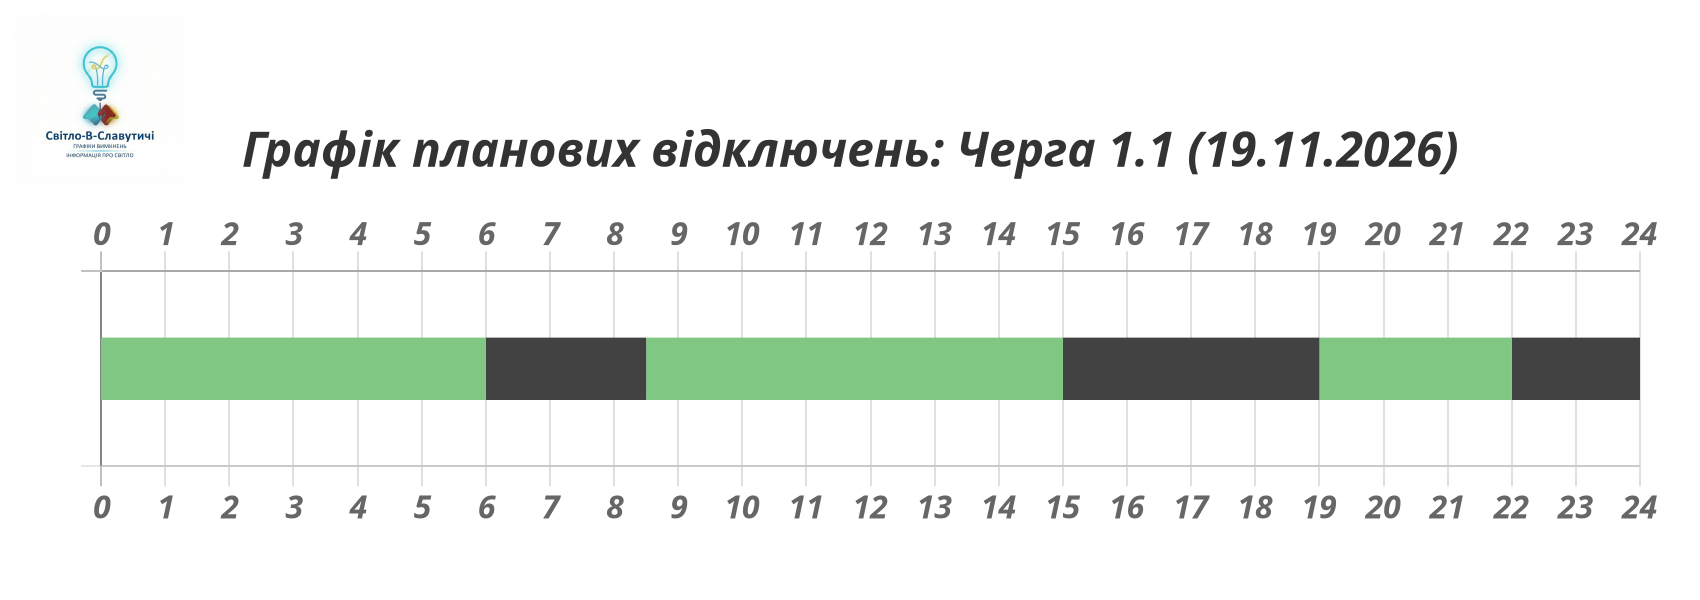 Світло-В-Славутичі
ГРАФІКИ ВИМКНЕНЬ
ІНФОРМАЦІЯ ПРО СВІТЛО
Графік планових відключень: Черга 1.1 (19.11.2026)
0 1 2 3 4 5 6 7 8 9 10 11 12 13 14 15 16 17 18 19 20 21 22 23 24
0 1 2 3 4 5 6 7 8 9 10 11 12 13 14 15 16 17 18 19 20 21 22 23 24